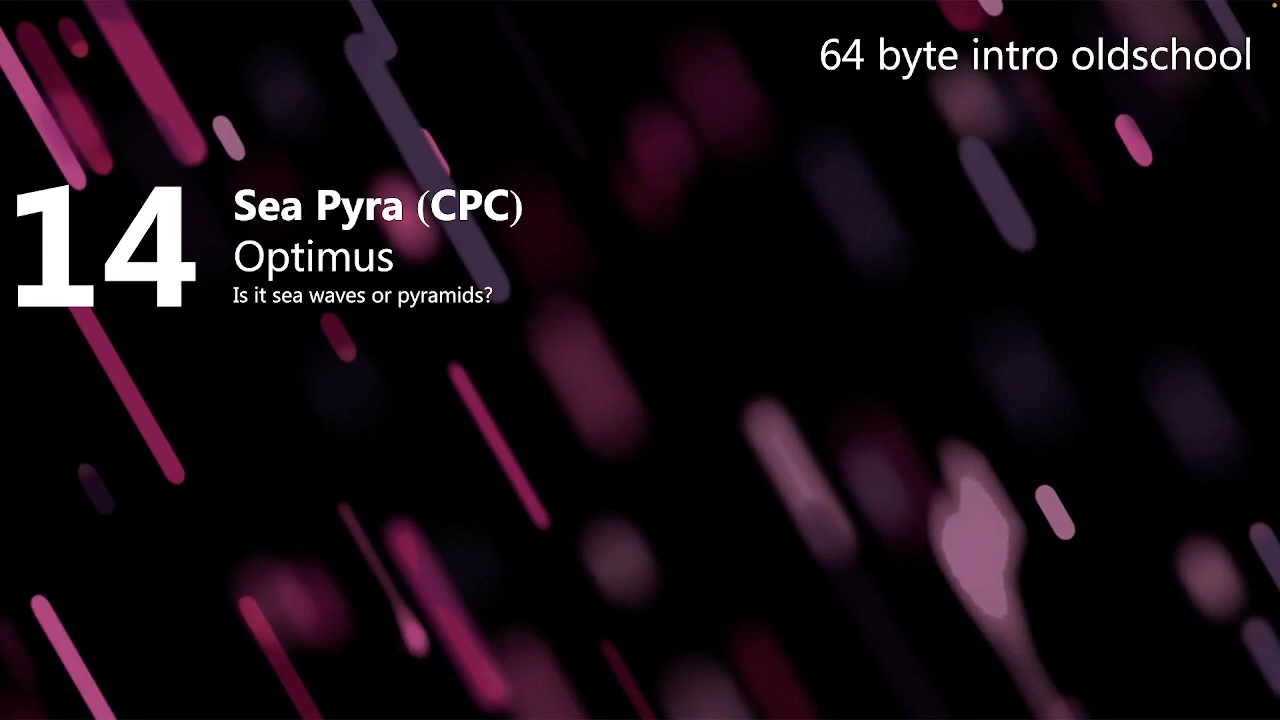 64 byte intro oldschool
14
Sea Pyra (CPC)
Optimus
Is it sea waves or pyramids?